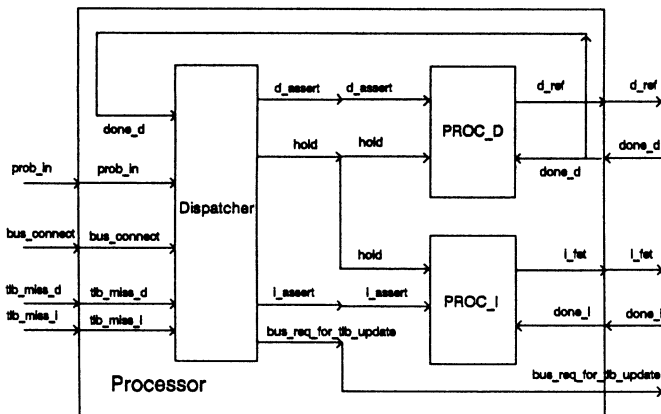 d_assert d_assert d_ref d_ref
done_d hold hold PROC_D done_d
prob_in prob_in done_d
Dispatcher
bus_connect bus_connect
hold i_fet i_fet
tlb_miss_d tlb_miss_d i_assert i_assert PROC_I
tlb_miss_i tlb_miss_i done_i done_i
bus_req_for_tlb_update
Processor bus_req_for_tlb_update